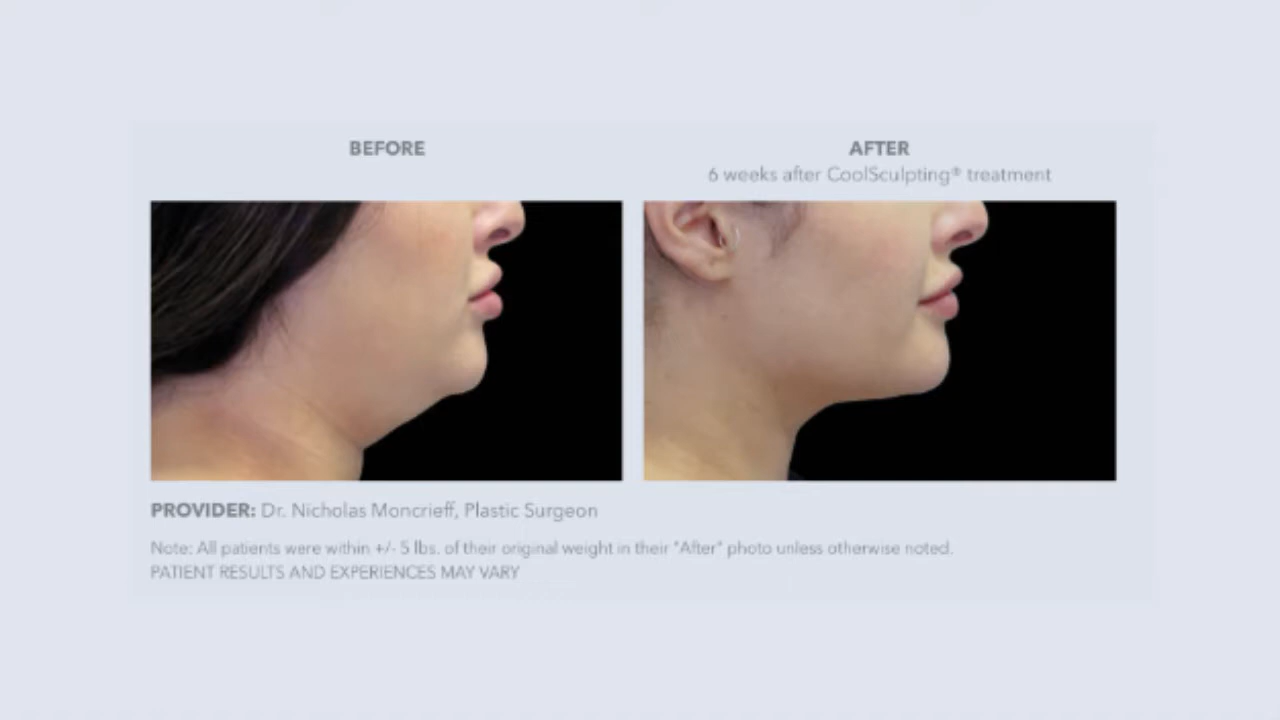 BEFORE
AFTER
6 weeks after CoolSculpting® treatment
PROVIDER: Dr. Nicholas Moncrieff, Plastic Surgeon
Note: All patients were within +/- 5 lbs. of their original weight in their "After" photo unless otherwise noted.
PATIENT RESULTS AND EXPERIENCES MAY VARY